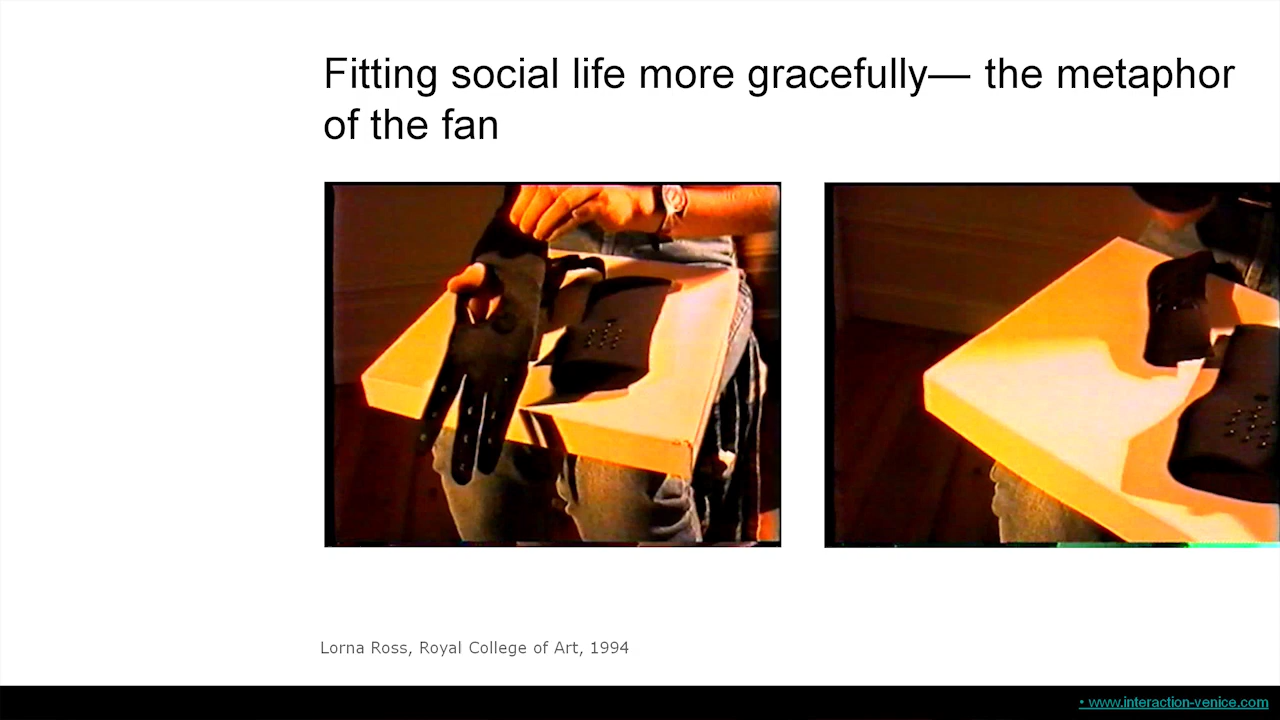 Fitting social life more gracefully— the metaphor
of the fan
Lorna Ross, Royal College of Art, 1994
• www.interaction-venice.com